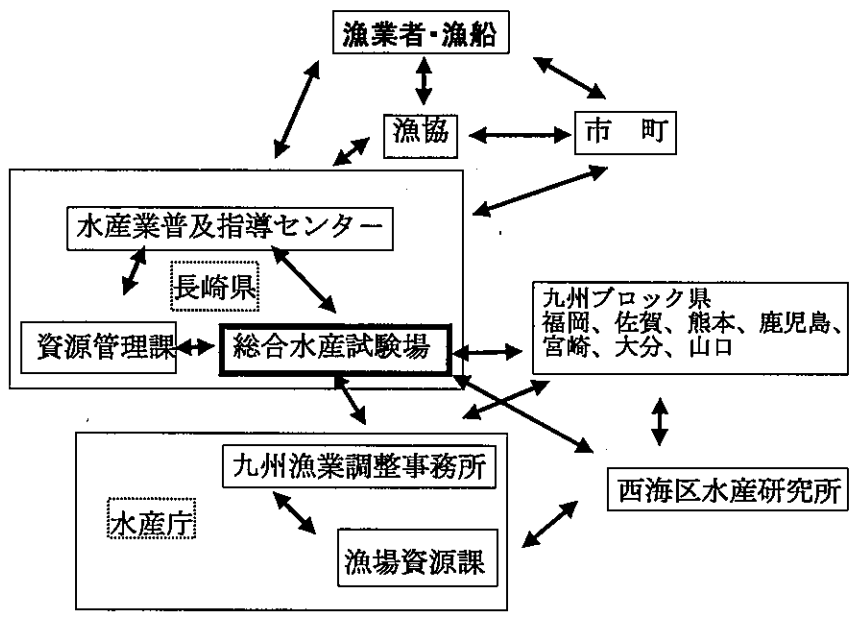 漁業者・漁船
漁協
市 町
水産業普及指導センター
長崎県
資源管理課
総合水産試験場
九州ブロック県
福岡、佐賀、熊本、鹿児島、
宮崎、大分、山口
九州漁業調整事務所
西海区水産研究所
水産庁
漁場資源課